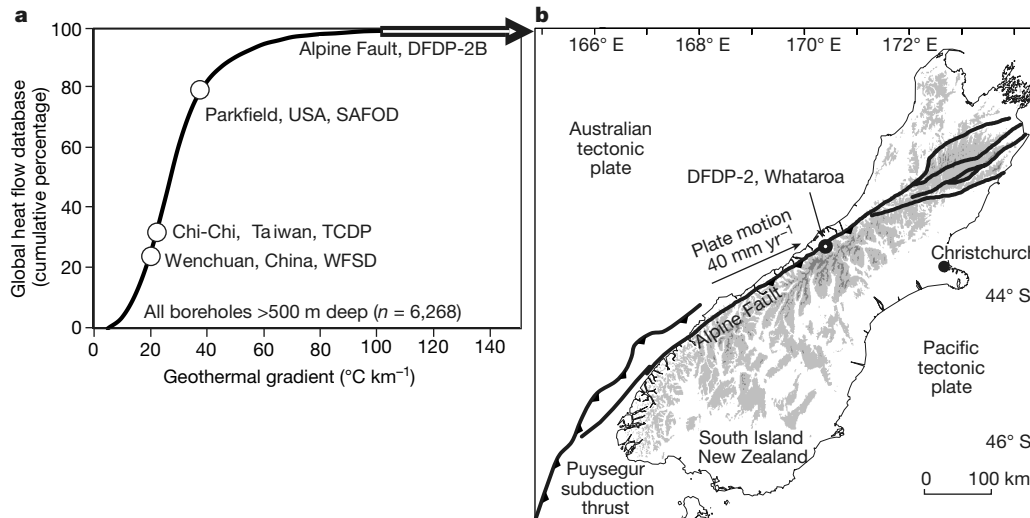 a
Global heat flow database
(cumulative percentage)
100
80
60
40
20
0
Alpine Fault, DFDP-2B
Parkfield, USA, SAFOD
Chi-Chi, Taiwan, TCDP
Wenchuan, China, WFSD
All boreholes >500 m deep (n = 6,268)
0 20 40 60 80 100 120 140
Geothermal gradient (°C km⁻¹)
b
166° E 168° E 170° E 172° E
Australian
tectonic
plate
DFDP-2, Whataroa
Plate motion
40 mm yr⁻¹
Christchurch
44° S
Alpine Fault
Pacific
tectonic
plate
46° S
South Island
New Zealand
Puysegur
subduction
thrust
0 100 km